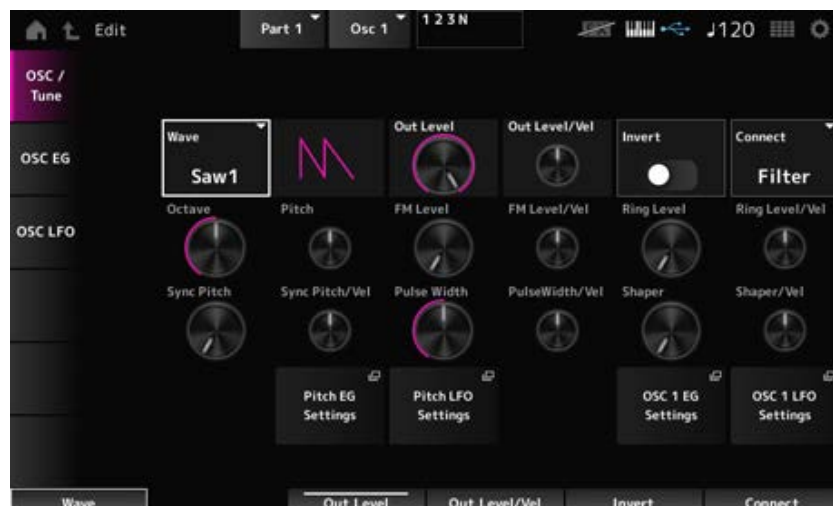 Edit
Part 1
Osc 1
1 2 3 N
♩120
OSC / Tune
OSC EG
OSC LFO
Wave
Saw1
Out Level
Out Level/Vel
Invert
Connect
Filter
Octave
Pitch
FM Level
FM Level/Vel
Ring Level
Ring Level/Vel
Sync Pitch
Sync Pitch/Vel
Pulse Width
PulseWidth/Vel
Shaper
Shaper/Vel
Pitch EG
Settings
Pitch LFO
Settings
OSC 1 EG
Settings
OSC 1 LFO
Settings
Wave
Out Level
Out Level/Vel
Invert
Connect